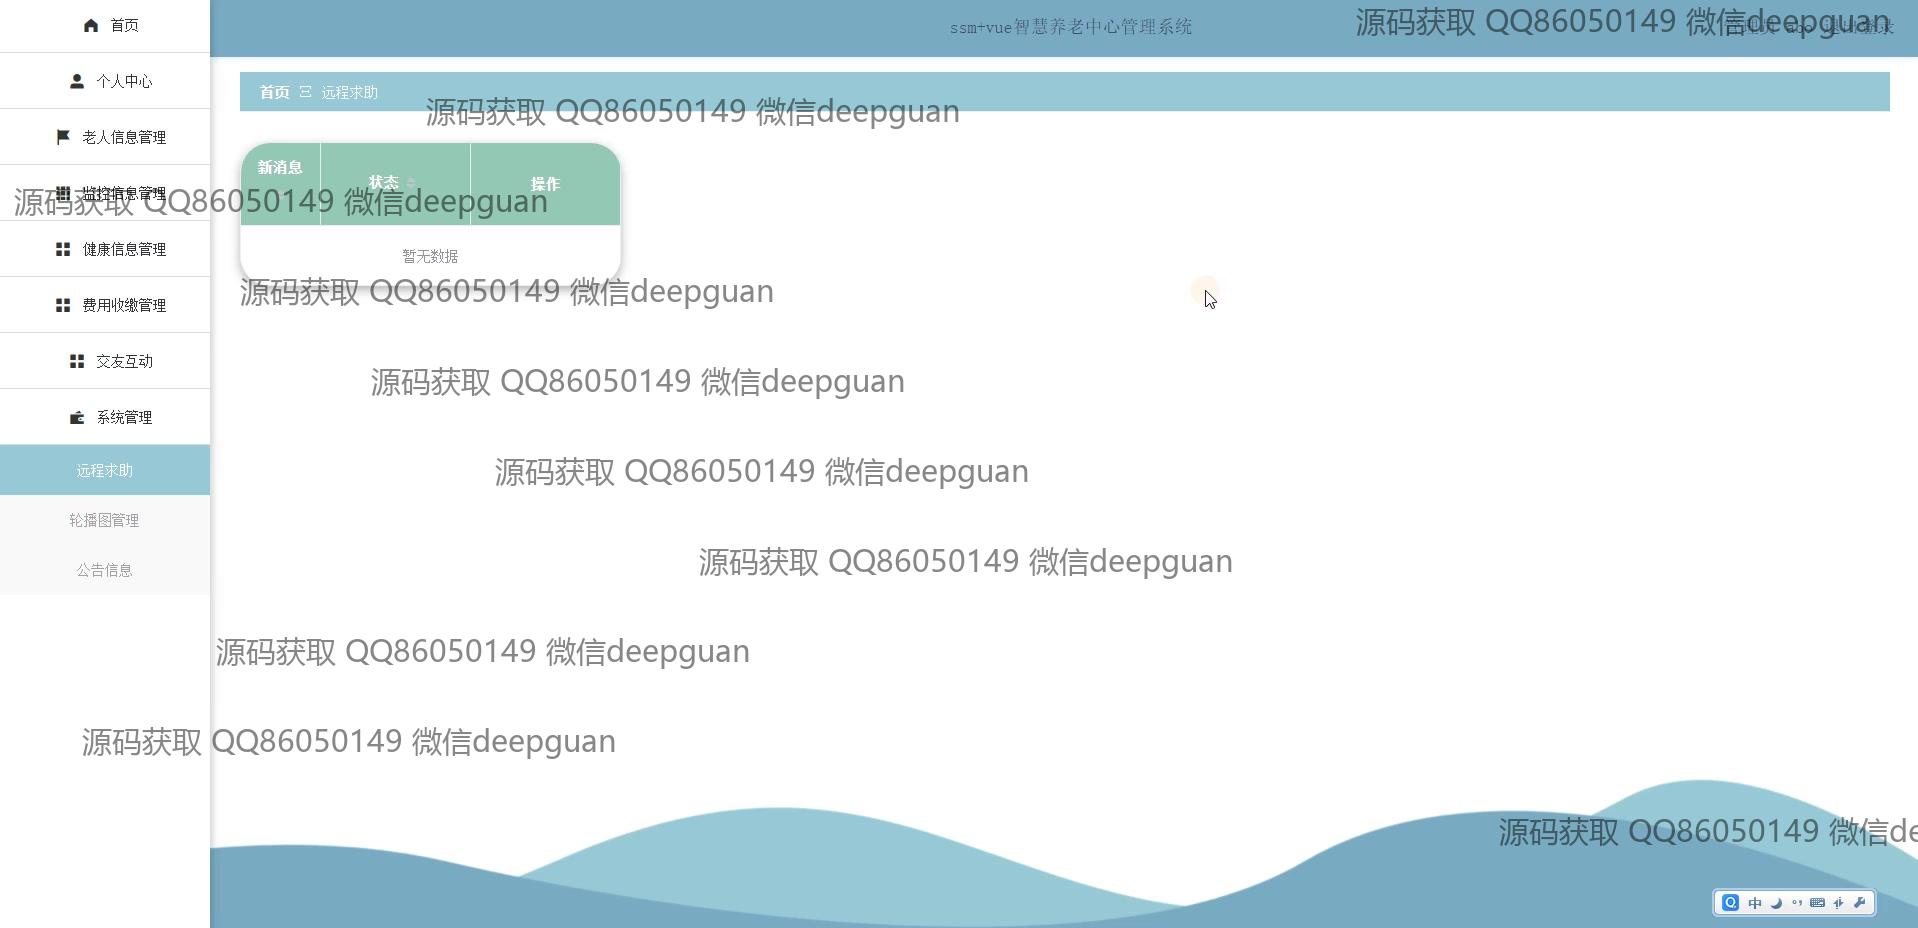 首页
ssm+vue智慧养老中心管理系统
源码获取 QQ86050149 微信deepguan
个人中心
首页 远程求助
源码获取 QQ86050149 微信deepguan
老人信息管理
新消息 状态 操作
监控信息管理
源码获取 QQ86050149 微信deepguan
健康信息管理
暂无数据
源码获取 QQ86050149 微信deepguan
费用收缴管理
交友互动
源码获取 QQ86050149 微信deepguan
系统管理
远程求助
源码获取 QQ86050149 微信deepguan
轮播图管理
公告信息
源码获取 QQ86050149 微信deepguan
源码获取 QQ86050149 微信deepguan
源码获取 QQ86050149 微信deepguan
源码获取 QQ86050149 微信de
中